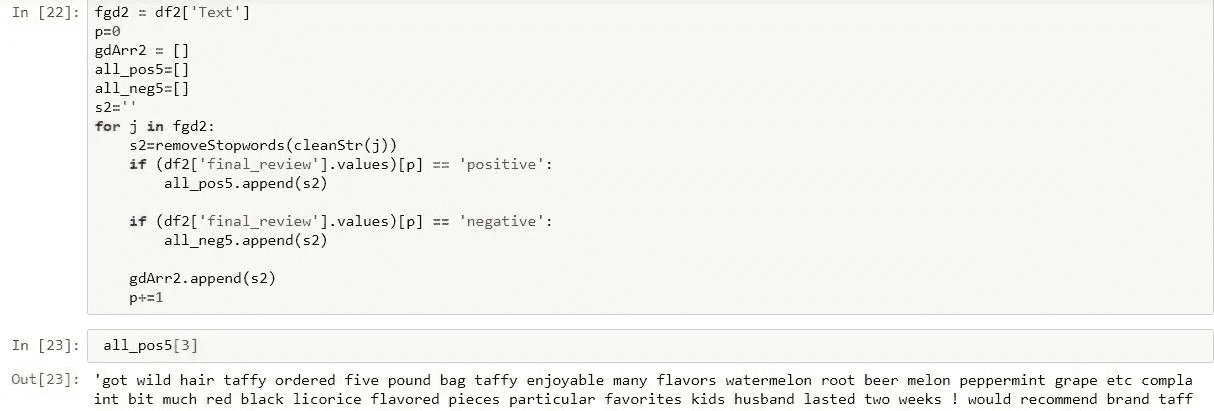 In [22]: fgd2 = df2['Text']
p=0
gdArr2 = []
all_pos5=[]
all_neg5=[]
s2=''
for j in fgd2:
    s2=removeStopwords(cleanStr(j))
    if (df2['final_review'].values)[p] == 'positive':
        all_pos5.append(s2)
    if (df2['final_review'].values)[p] == 'negative':
        all_neg5.append(s2)
    gdArr2.append(s2)
    p+=1
In [23]: all_pos5[3]
Out[23]: 'got wild hair taffy ordered five pound bag taffy enjoyable many flavors watermelon root beer melon peppermint grape etc compla
int bit much red black licorice flavored pieces particular favorites kids husband lasted two weeks ! would recommend brand taff